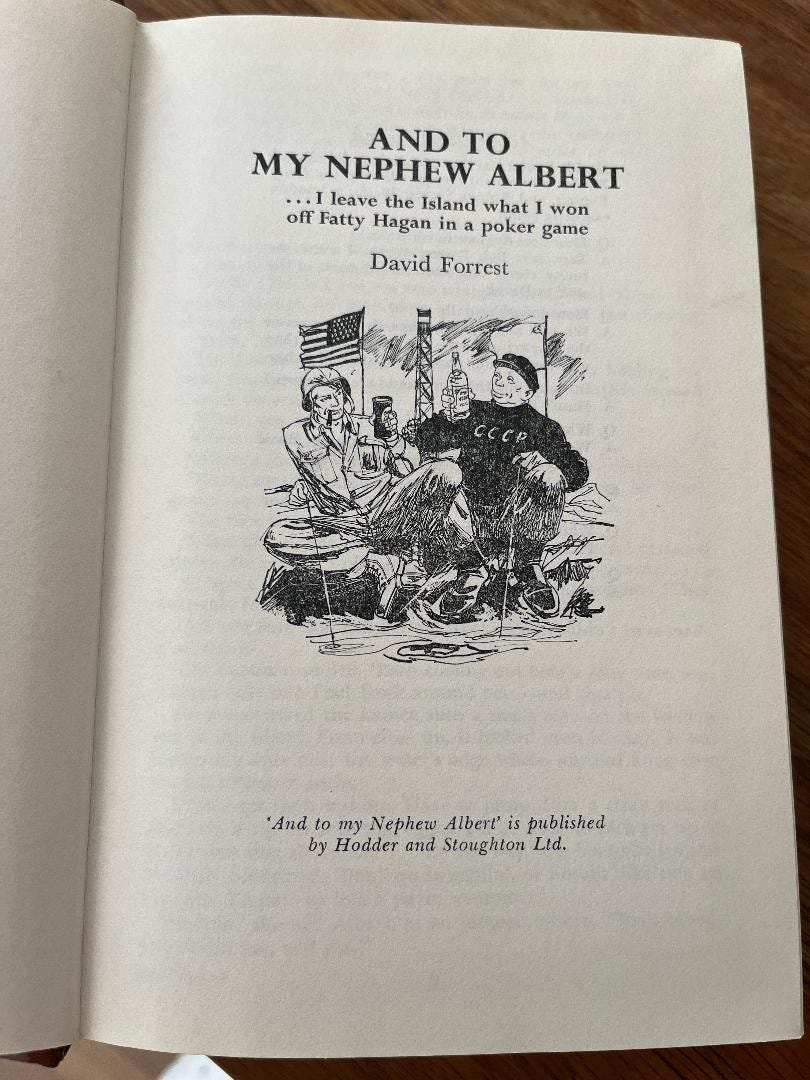 AND TO
MY NEPHEW ALBERT
...I leave the Island what I won
off Fatty Hagan in a poker game
David Forrest
CCCP
'And to my Nephew Albert' is published
by Hodder and Stoughton Ltd.